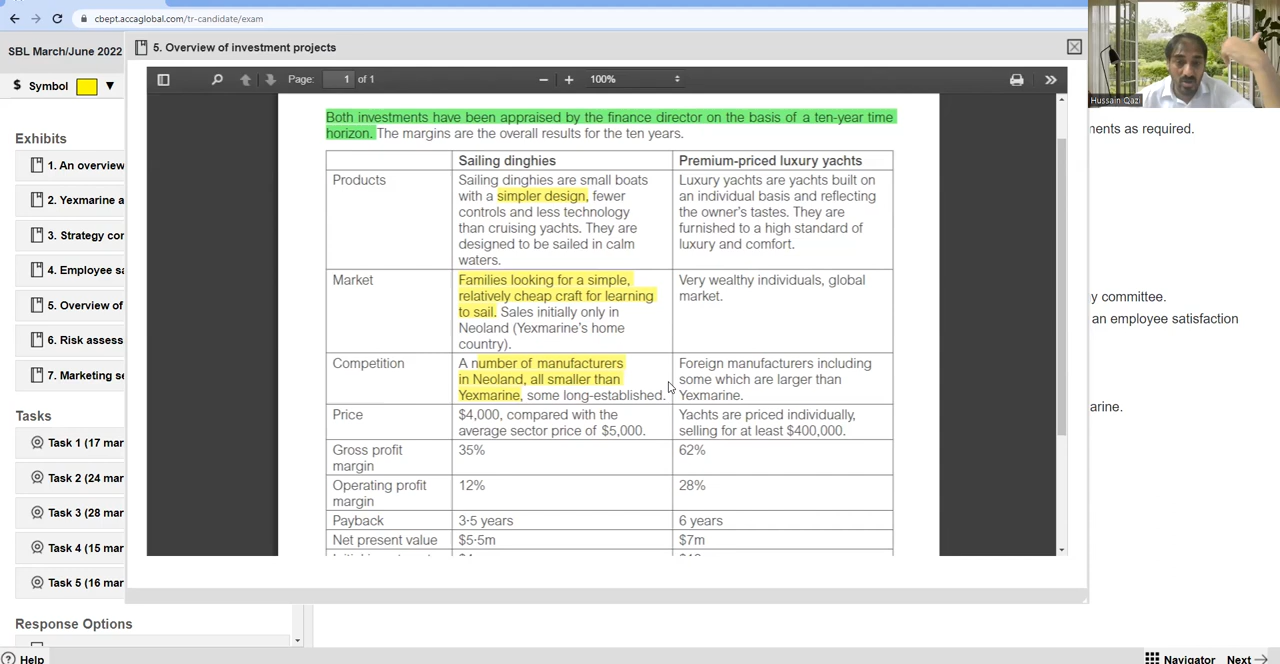 cbept.accaglobal.com/tr-candidate/exam
SBL March/June 2022
5. Overview of investment projects
$ Symbol
Page: 1 of 1
100%
Hussain Qazi
Exhibits
1. An overview
2. Yexmarine a
3. Strategy cor
4. Employee sa
5. Overview of
6. Risk assess
7. Marketing se
Tasks
Task 1 (17 mar
Task 2 (24 mar
Task 3 (28 mar
Task 4 (15 mar
Task 5 (16 mar
Response Options
Both investments have been appraised by the finance director on the basis of a ten-year time
horizon. The margins are the overall results for the ten years.
Sailing dinghies
Premium-priced luxury yachts
Products
Sailing dinghies are small boats
with a simpler design, fewer
controls and less technology
than cruising yachts. They are
designed to be sailed in calm
waters.
Luxury yachts are yachts built on
an individual basis and reflecting
the owner's tastes. They are
furnished to a high standard of
luxury and comfort.
Market
Families looking for a simple,
relatively cheap craft for learning
to sail. Sales initially only in
Neoland (Yexmarine's home
country).
Very wealthy individuals, global
market.
Competition
A number of manufacturers
in Neoland, all smaller than
Yexmarine, some long-established.
Foreign manufacturers including
some which are larger than
Yexmarine.
Price
$4,000, compared with the
average sector price of $5,000.
Yachts are priced individually,
selling for at least $400,000.
Gross profit
margin
35%
62%
Operating profit
margin
12%
28%
Payback
3·5 years
6 years
Net present value
$5·5m
$7m
ments as required.
y committee.
an employee satisfaction
arine.
Help
Navigator
Next